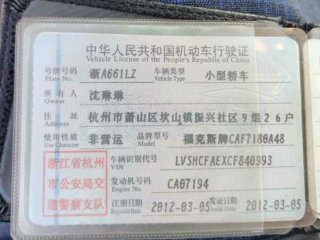 中华人民共和国机动车行驶证
Vehicle License of the People's Republic of China
号牌号码 浙A661LZ 车辆类型 小型轿车
Plate No. Vehicle Type
所有人 沈琳琳
Owner
住址 杭州市萧山区坎山镇振兴社区9组26户
Address
使用性质 非营运 品牌型号 福克斯牌CAF7180A48
Use Character Model
浙江省杭州
市公安局交
通警察支队
车辆识别代号 LVSHCFAEXCF840993
VIN
发动机号码 CA07194
Engine No.
注册日期 2012-03-05 发证日期 2012-03-05
Register Date Issue Date